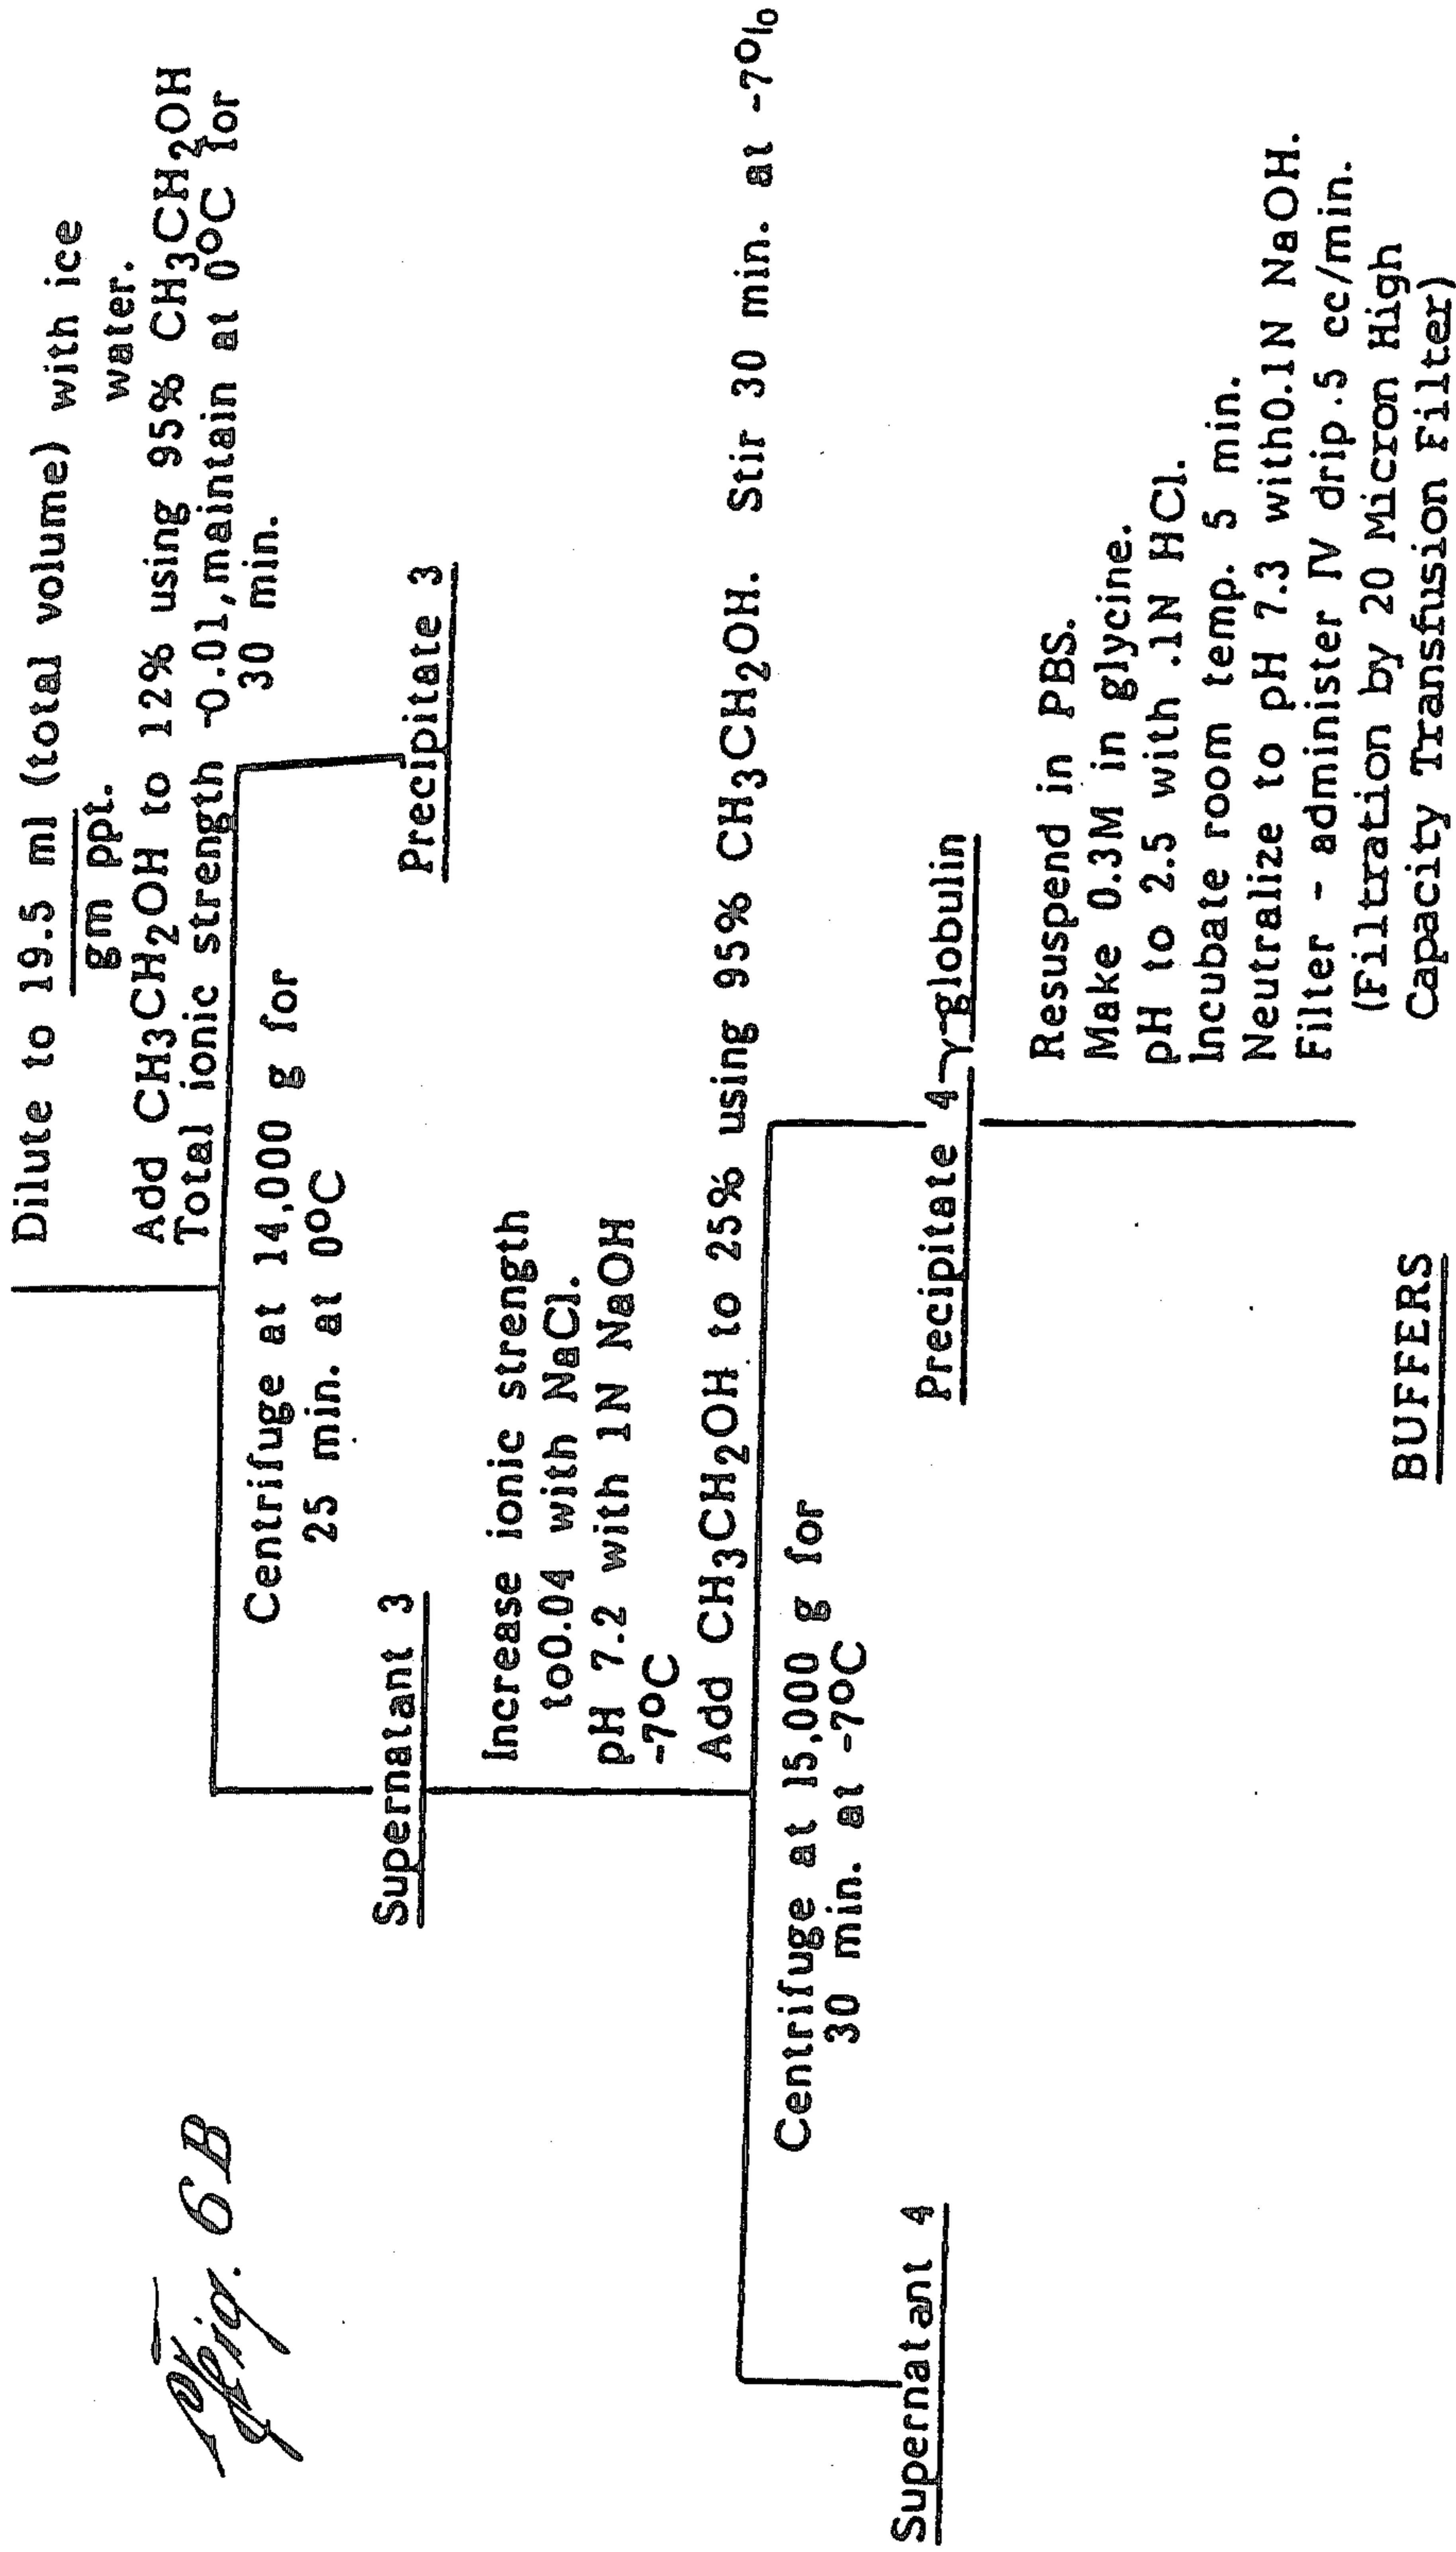 Fig. 6B
Dilute to 19.5 ml (total volume) with ice
gm ppt.
water.
Add CH3CH2OH to 12% using 95% CH3CH2OH
Total ionic strength -0.01, maintain at 0°C for
30 min.
Centrifuge at 14,000 g for
25 min. at 0°C
Supernatant 3
Precipitate 3
Increase ionic strength
to0.04 with NaCl.
pH 7.2 with 1N NaOH
-7°C
Add CH3CH2OH to 25% using 95% CH3CH2OH. Stir 30 min. at -7%
Centrifuge at 15,000 g for
30 min. at -7°C
Supernatant 4
Precipitate 4-γ-globulin
Resuspend in PBS.
Make 0.3M in glycine.
pH to 2.5 with .1N HCl.
Incubate room temp. 5 min.
Neutralize to pH 7.3 with0.1N NaOH.
Filter - administer IV drip .5 cc/min.
(Filtration by 20 Micron High
Capacity Transfusion Filter)
BUFFERS